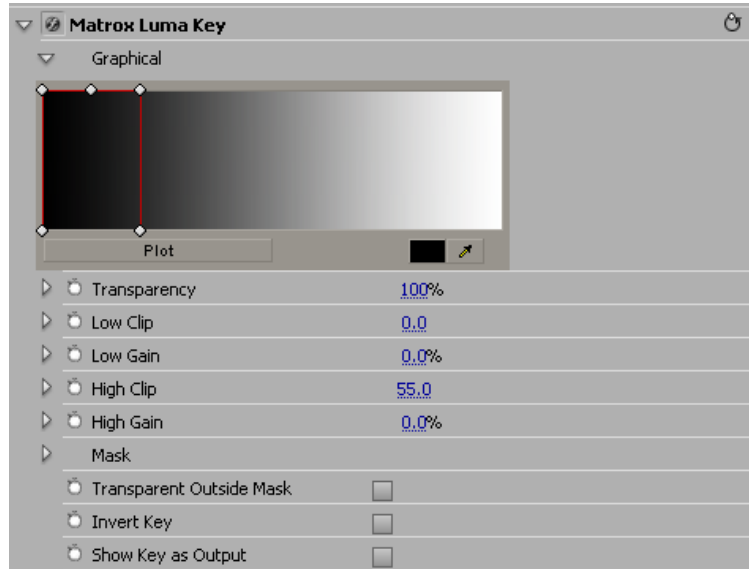 Matrox Luma Key
Graphical
Plot
Transparency 100%
Low Clip 0.0
Low Gain 0.0%
High Clip 55.0
High Gain 0.0%
Mask
Transparent Outside Mask
Invert Key
Show Key as Output